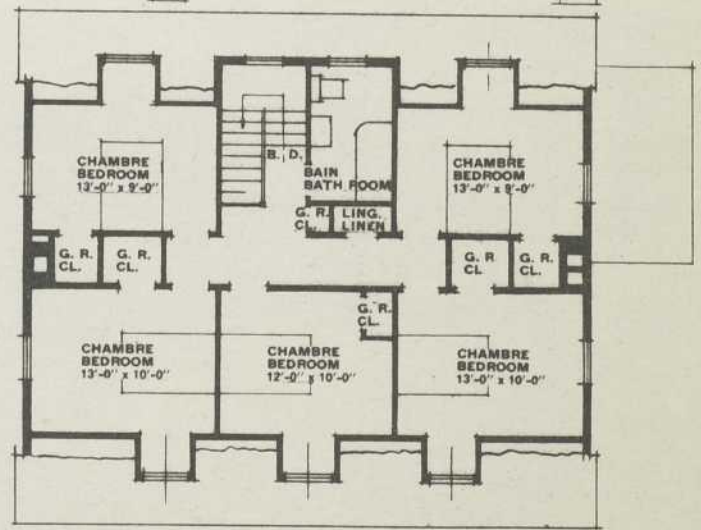 CHAMBRE
BEDROOM
13'-0" x 9'-0"
B. D.
BAIN
BATH ROOM
CHAMBRE
BEDROOM
13'-0" x 9'-0"
G. R.
CL.
LING.
LINEN
G. R.
CL.
G. R.
CL.
G. R
CL
G. R.
CL.
G. R.
CL.
CHAMBRE
BEDROOM
13'-0" x 10'-0"
CHAMBRE
BEDROOM
12'-0" x 10'-0"
CHAMBRE
BEDROOM
13'-0" x 10'-0"